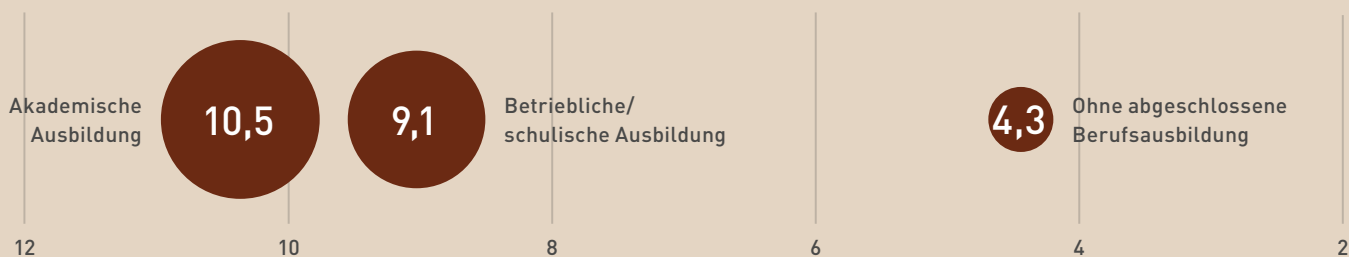 Akademische
Ausbildung
10,5
9,1
Betriebliche/
schulische Ausbildung
4,3
Ohne abgeschlossene
Berufsausbildung
12 10 8 6 4 2